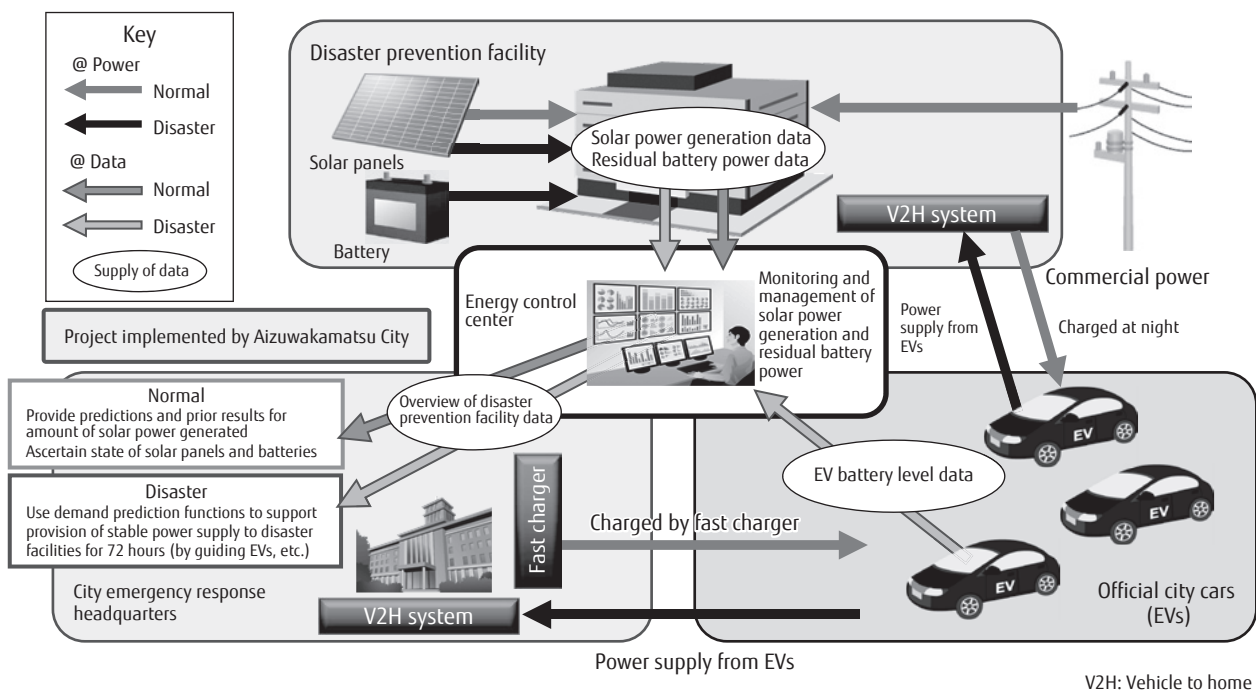 Key
@ Power
Normal
Disaster
@ Data
Normal
Disaster
Supply of data
Disaster prevention facility
Solar panels
Battery
Solar power generation data
Residual battery power data
V2H system
Commercial power
Energy control
center
Monitoring and
management of
solar power
generation and
residual battery
power
Power
supply from
EVs
Charged at night
Project implemented by Aizuwakamatsu City
Normal
Provide predictions and prior results for
amount of solar power generated
Ascertain state of solar panels and batteries
Overview of disaster
prevention facility data
Disaster
Use demand prediction functions to support
provision of stable power supply to disaster
facilities for 72 hours (by guiding EVs, etc.)
City emergency response
headquarters
Fast charger
V2H system
Charged by fast charger
EV battery level data
EV
EV
EV
Official city cars
(EVs)
Power supply from EVs
V2H: Vehicle to home